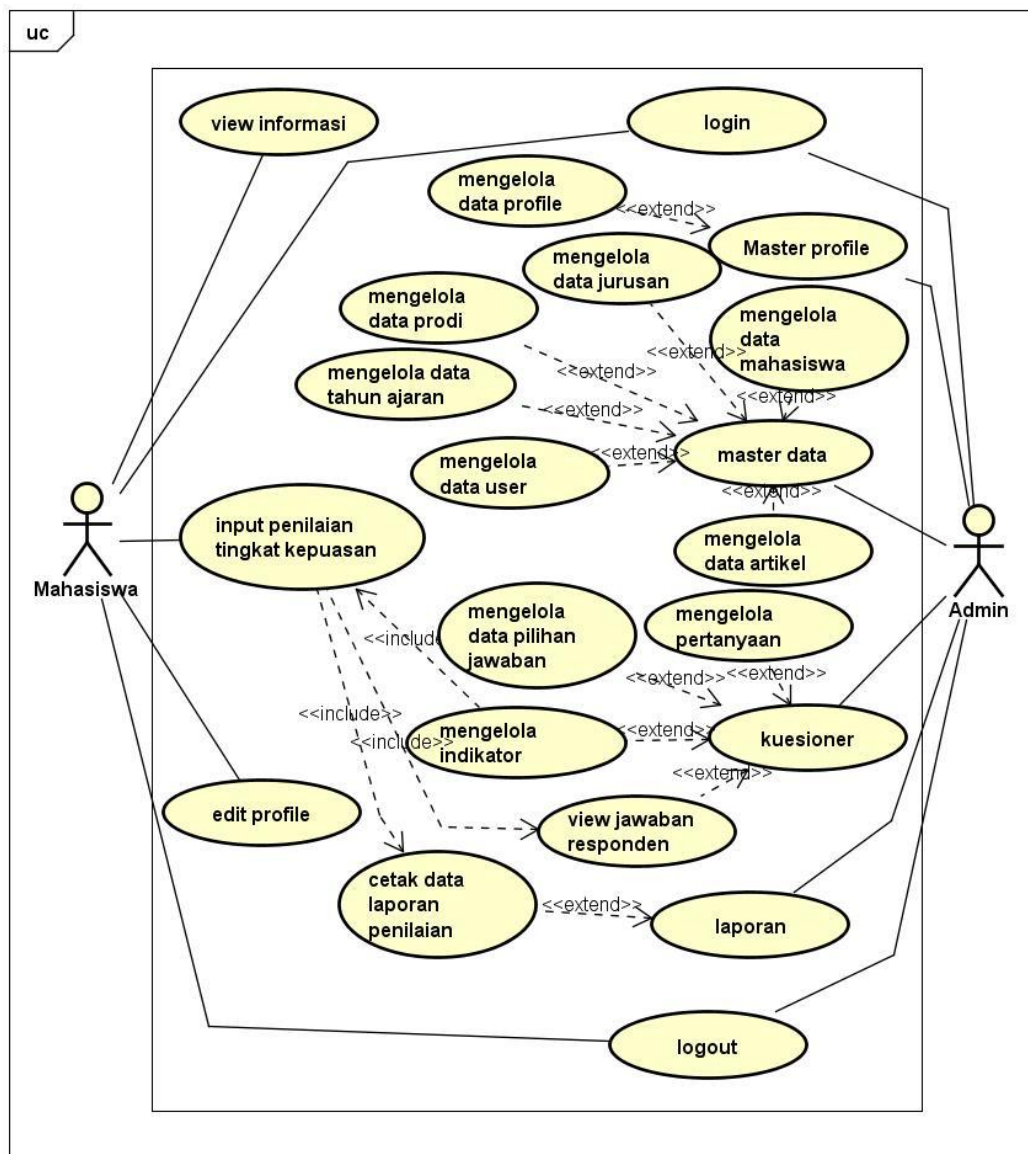 uc
view informasi
login
mengelola
data profile
<<extend>>
Master profile
mengelola
data jurusan
mengelola
data prodi
mengelola
data
mahasiswa
<<extend>>
<<extend>>
mengelola data
tahun ajaran
<<extend>>
<<extend>>
master data
mengelola
data user
<<extend>>
<<extend>>
input penilaian
tingkat kepuasan
mengelola
data artikel
Mahasiswa
Admin
mengelola
data pilihan
jawaban
mengelola
pertanyaan
<<include
<<extend>>
<<extend>>
<<include>>
<<include>>
mengelola
indikator
<<extend>>
kuesioner
<<extend>>
edit profile
view jawaban
responden
cetak data
laporan
penilaian
<<extend>>
laporan
logout